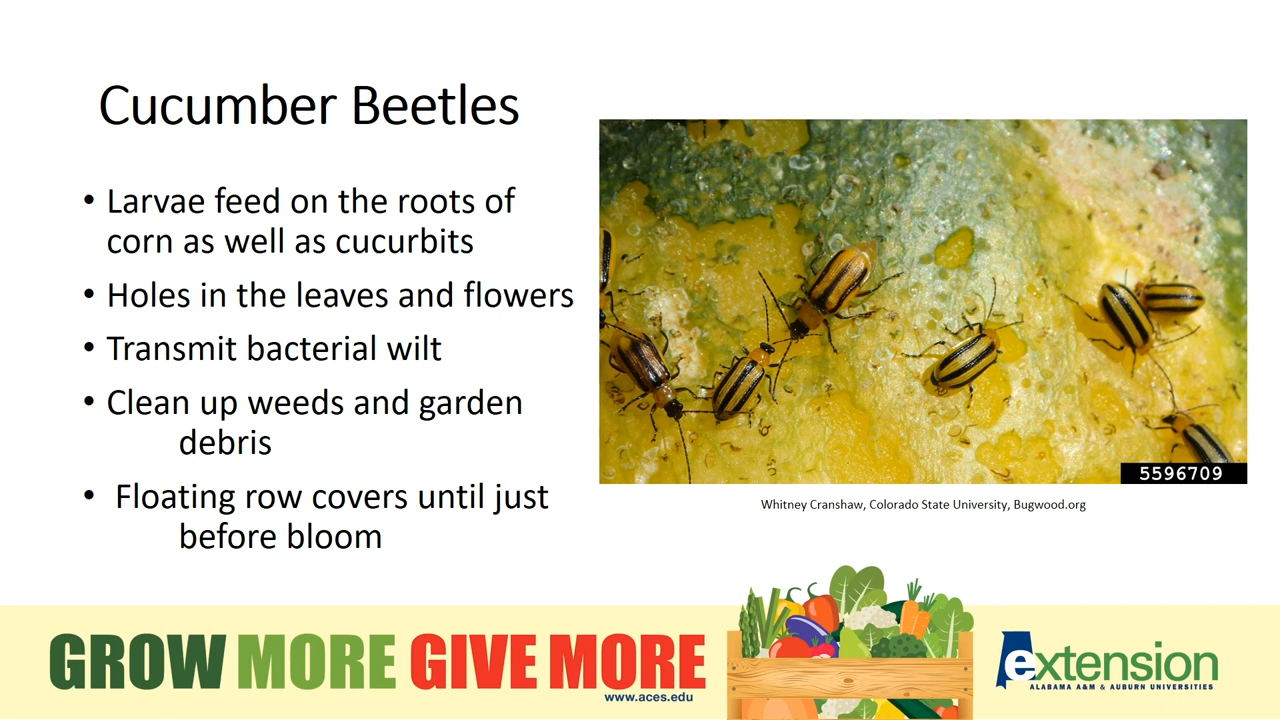 Cucumber Beetles
• Larvae feed on the roots of
corn as well as cucurbits
• Holes in the leaves and flowers
• Transmit bacterial wilt
• Clean up weeds and garden
debris
• Floating row covers until just
before bloom
5596709
Whitney Cranshaw, Colorado State University, Bugwood.org
GROW MORE GIVE MORE
www.aces.edu
extension
ALABAMA A&M & AUBURN UNIVERSITIES